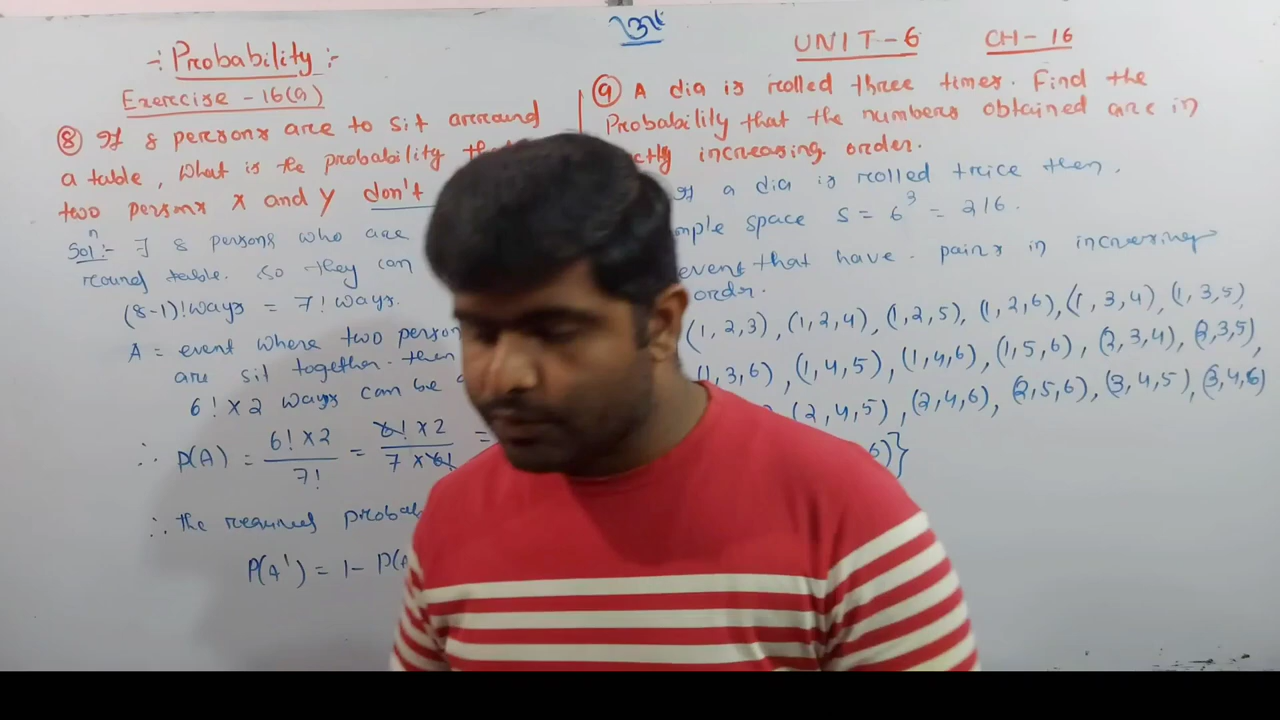 ॐ
UNIT-6 CH-16
-: Probability :-
Exercise - 16(a)
⑧ If 8 persons are to sit arround
a table, What is the probability
two persons X and Y don't
Solⁿ:- If 8 persons who are
round table. So they can
(8-1)! ways = 7! ways.
A = event where two person
are sit together. then
6! X 2 ways can be
∴ P(A) = 6! X 2 / 7! = 6! X 2 / 7 X 6! =
∴ the required probab
P(A') = 1 - P(A
⑨ A dia is rolled three times. Find the
Probabilily that the numbers obtained are in
ctly increasing order.
If a dia is rolled trice then,
mple space S = 6³ = 216.
event that have. pairs in increasing
order.
(1,2,3), (1,2,4), (1,2,5), (1,2,6), (1,3,4), (1,3,5),
(1,3,6), (1,4,5), (1,4,6), (1,5,6), (2,3,4), (2,3,5),
(2,4,5), (2,4,6), (2,5,6), (3,4,5), (3,4,6)
6)}